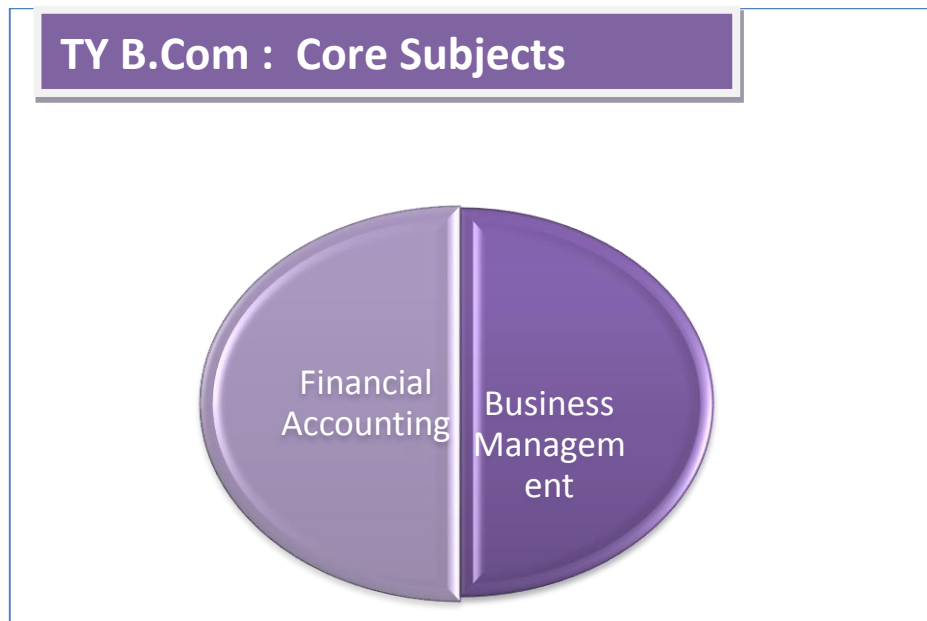 TY B.Com :  Core Subjects
Financial
Accounting
Business
Managem
ent